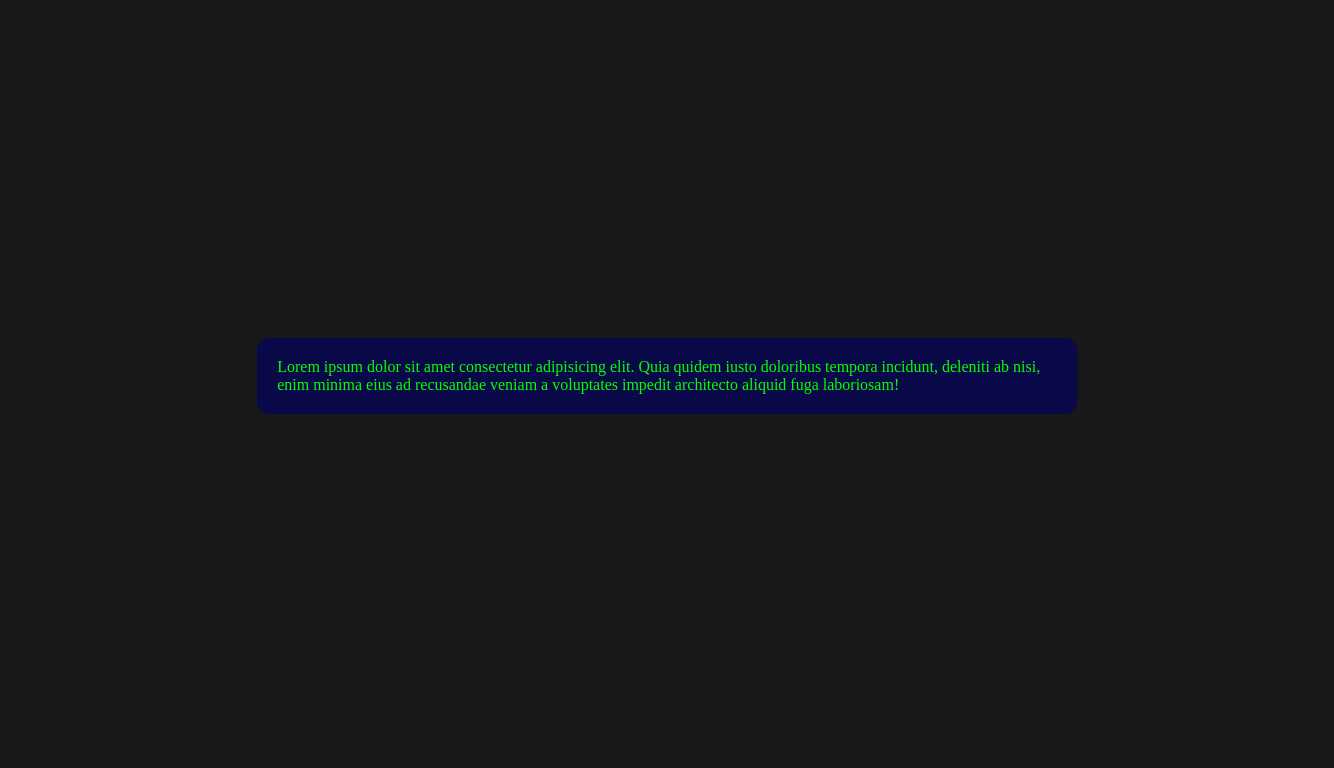 Lorem ipsum dolor sit amet consectetur adipisicing elit. Quia quidem iusto doloribus tempora incidunt, deleniti ab nisi,
enim minima eius ad recusandae veniam a voluptates impedit architecto aliquid fuga laboriosam!